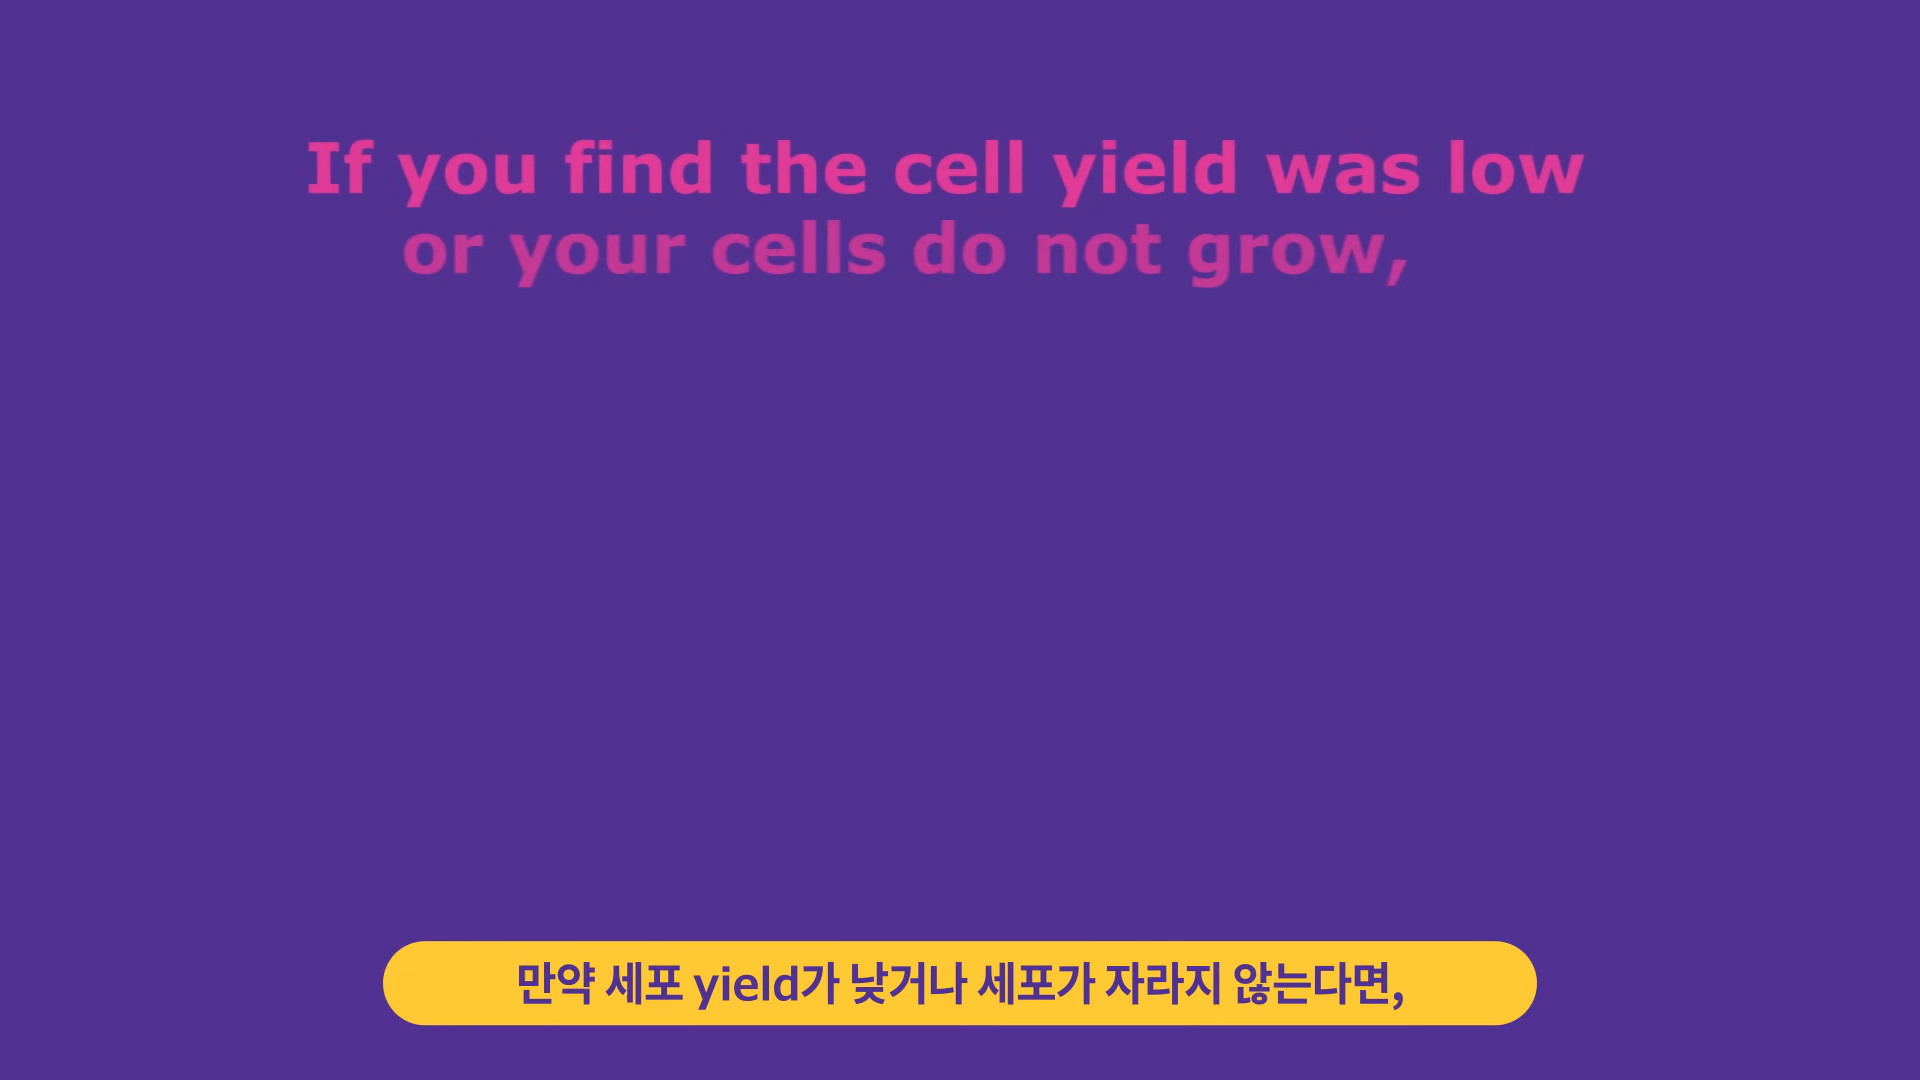 If you find the cell yield was low
or your cells do not grow,
만약 세포 yield가 낮거나 세포가 자라지 않는다면,